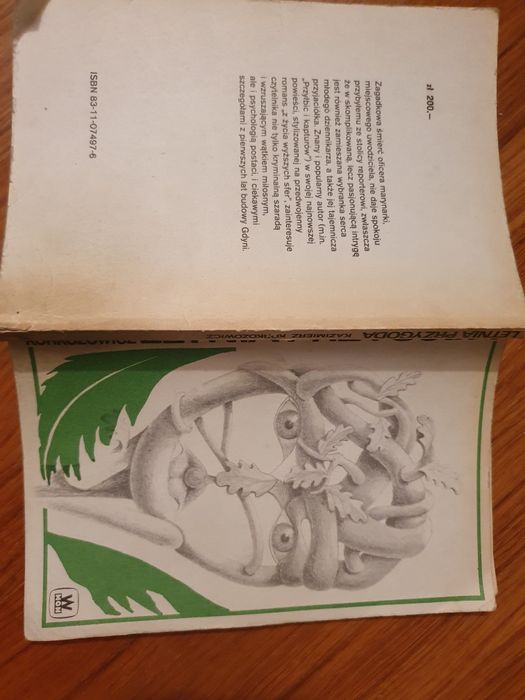 zł 200,—
Zagadkowa śmierć oficera marynarki,
miejscowego uwodziciela, nie daje spokoju
przybyłemu ze stolicy reporterowi, zwłaszcza
że w skomplikowaną, lecz pasjonującą intrygę
jest również zamieszana wybranka serca
młodego dziennikarza, a także jej tajemnicza
przyjaciółka. Znany i popularny autor (m.in.
„Przyłbic i kapturów”) w swojej najnowszej
powieści, stylizowanej na przedwojenny
romans „z życia wyższych sfer”, zainteresuje
czytelnika nie tylko kryminalną szaradą
i wzruszającym wątkiem miłosnym,
ale i psychologią postaci, i ciekawymi
szczegółami z pierwszych lat budowy Gdyni.
ISBN 83-11-07497-6
LETNIA PRZYGODA KAZIMIERZ
W
MON